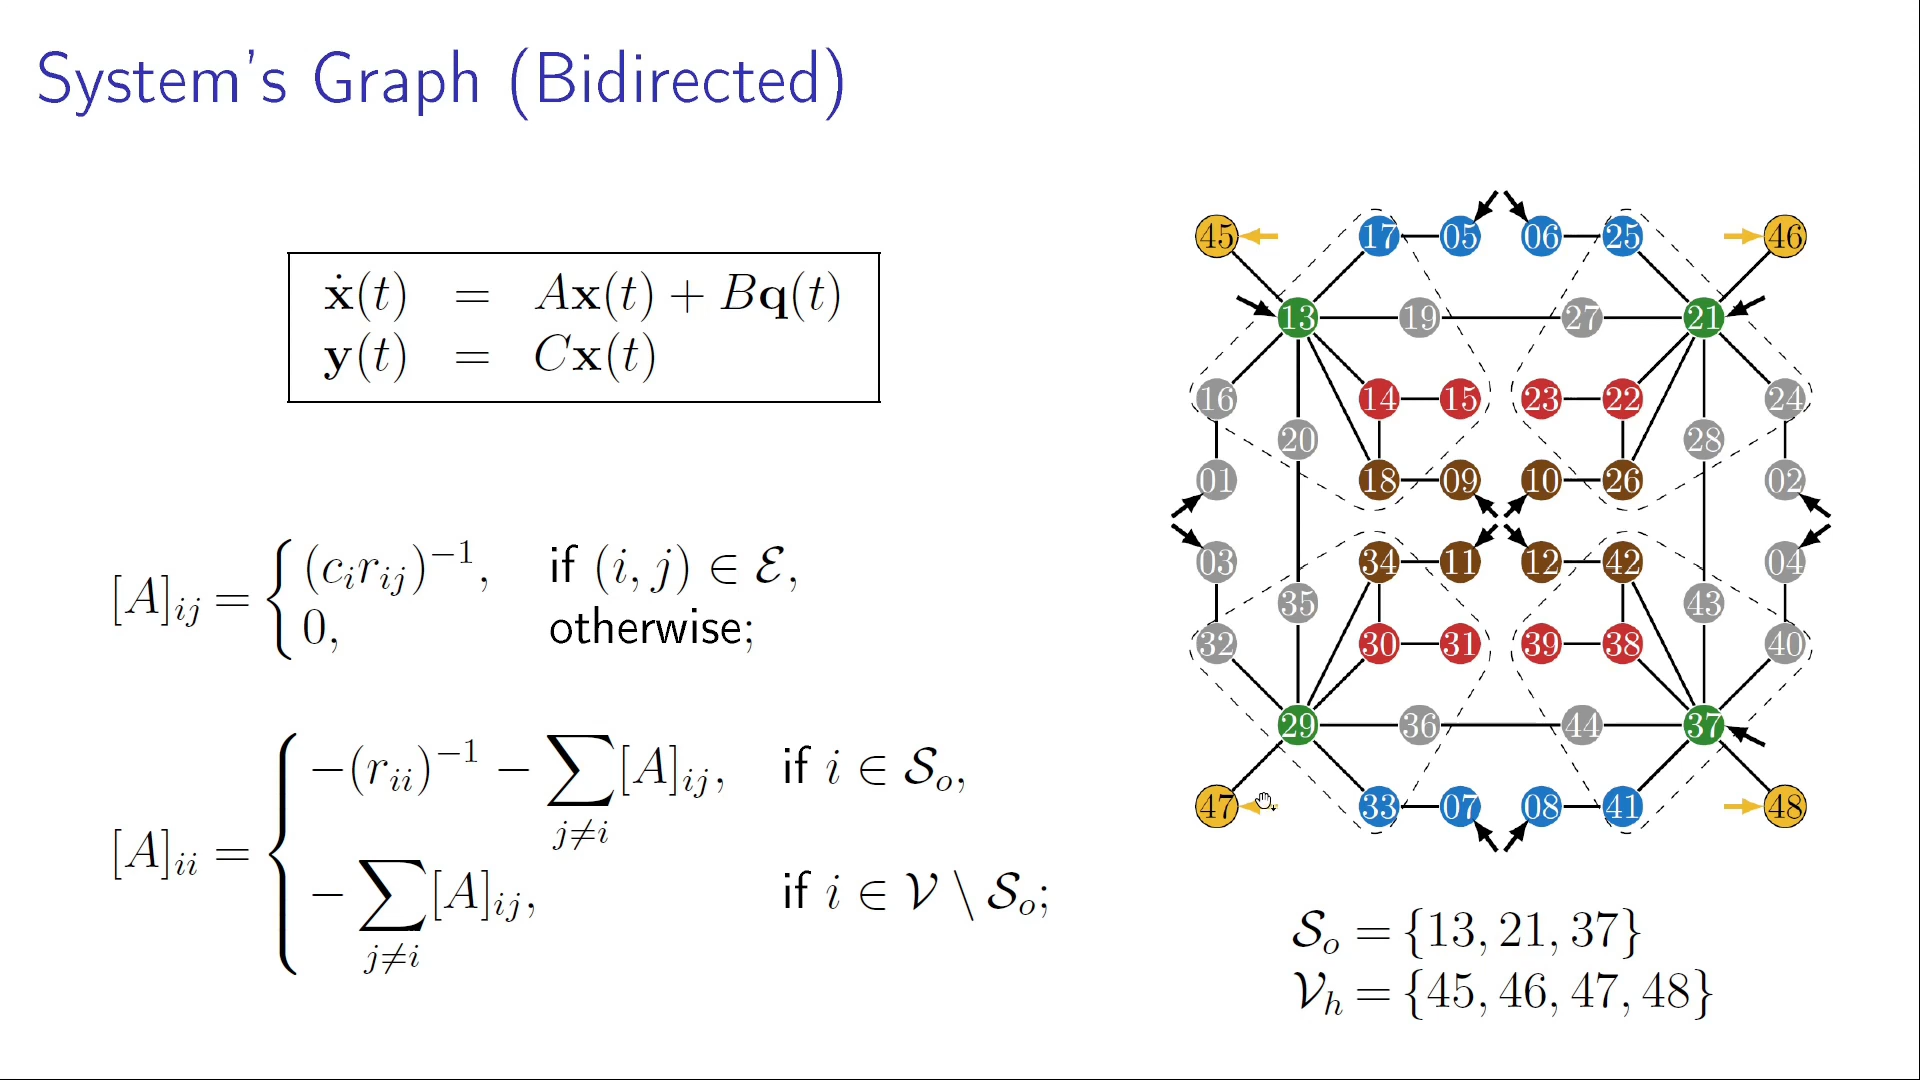 System's Graph (Bidirected)
ẋ(t) = Ax(t) + Bq(t)
y(t) = Cx(t)
[A]ij = { (ci rij)−1, if (i, j) ∈ ℰ,
0, otherwise;
[A]ii = { −(rii)−1 − ∑j≠i [A]ij, if i ∈ 𝒮o,
− ∑j≠i [A]ij, if i ∈ 𝒱 \ 𝒮o;
45 17 05 06 25 46
13 19 27 21
16 14 15 23 22 24
20 28
01 18 09 10 26 02
03 34 11 12 42 04
35 43
32 30 31 39 38 40
29 36 44 37
47 33 07 08 41 48
𝒮o = {13, 21, 37}
𝒱h = {45, 46, 47, 48}